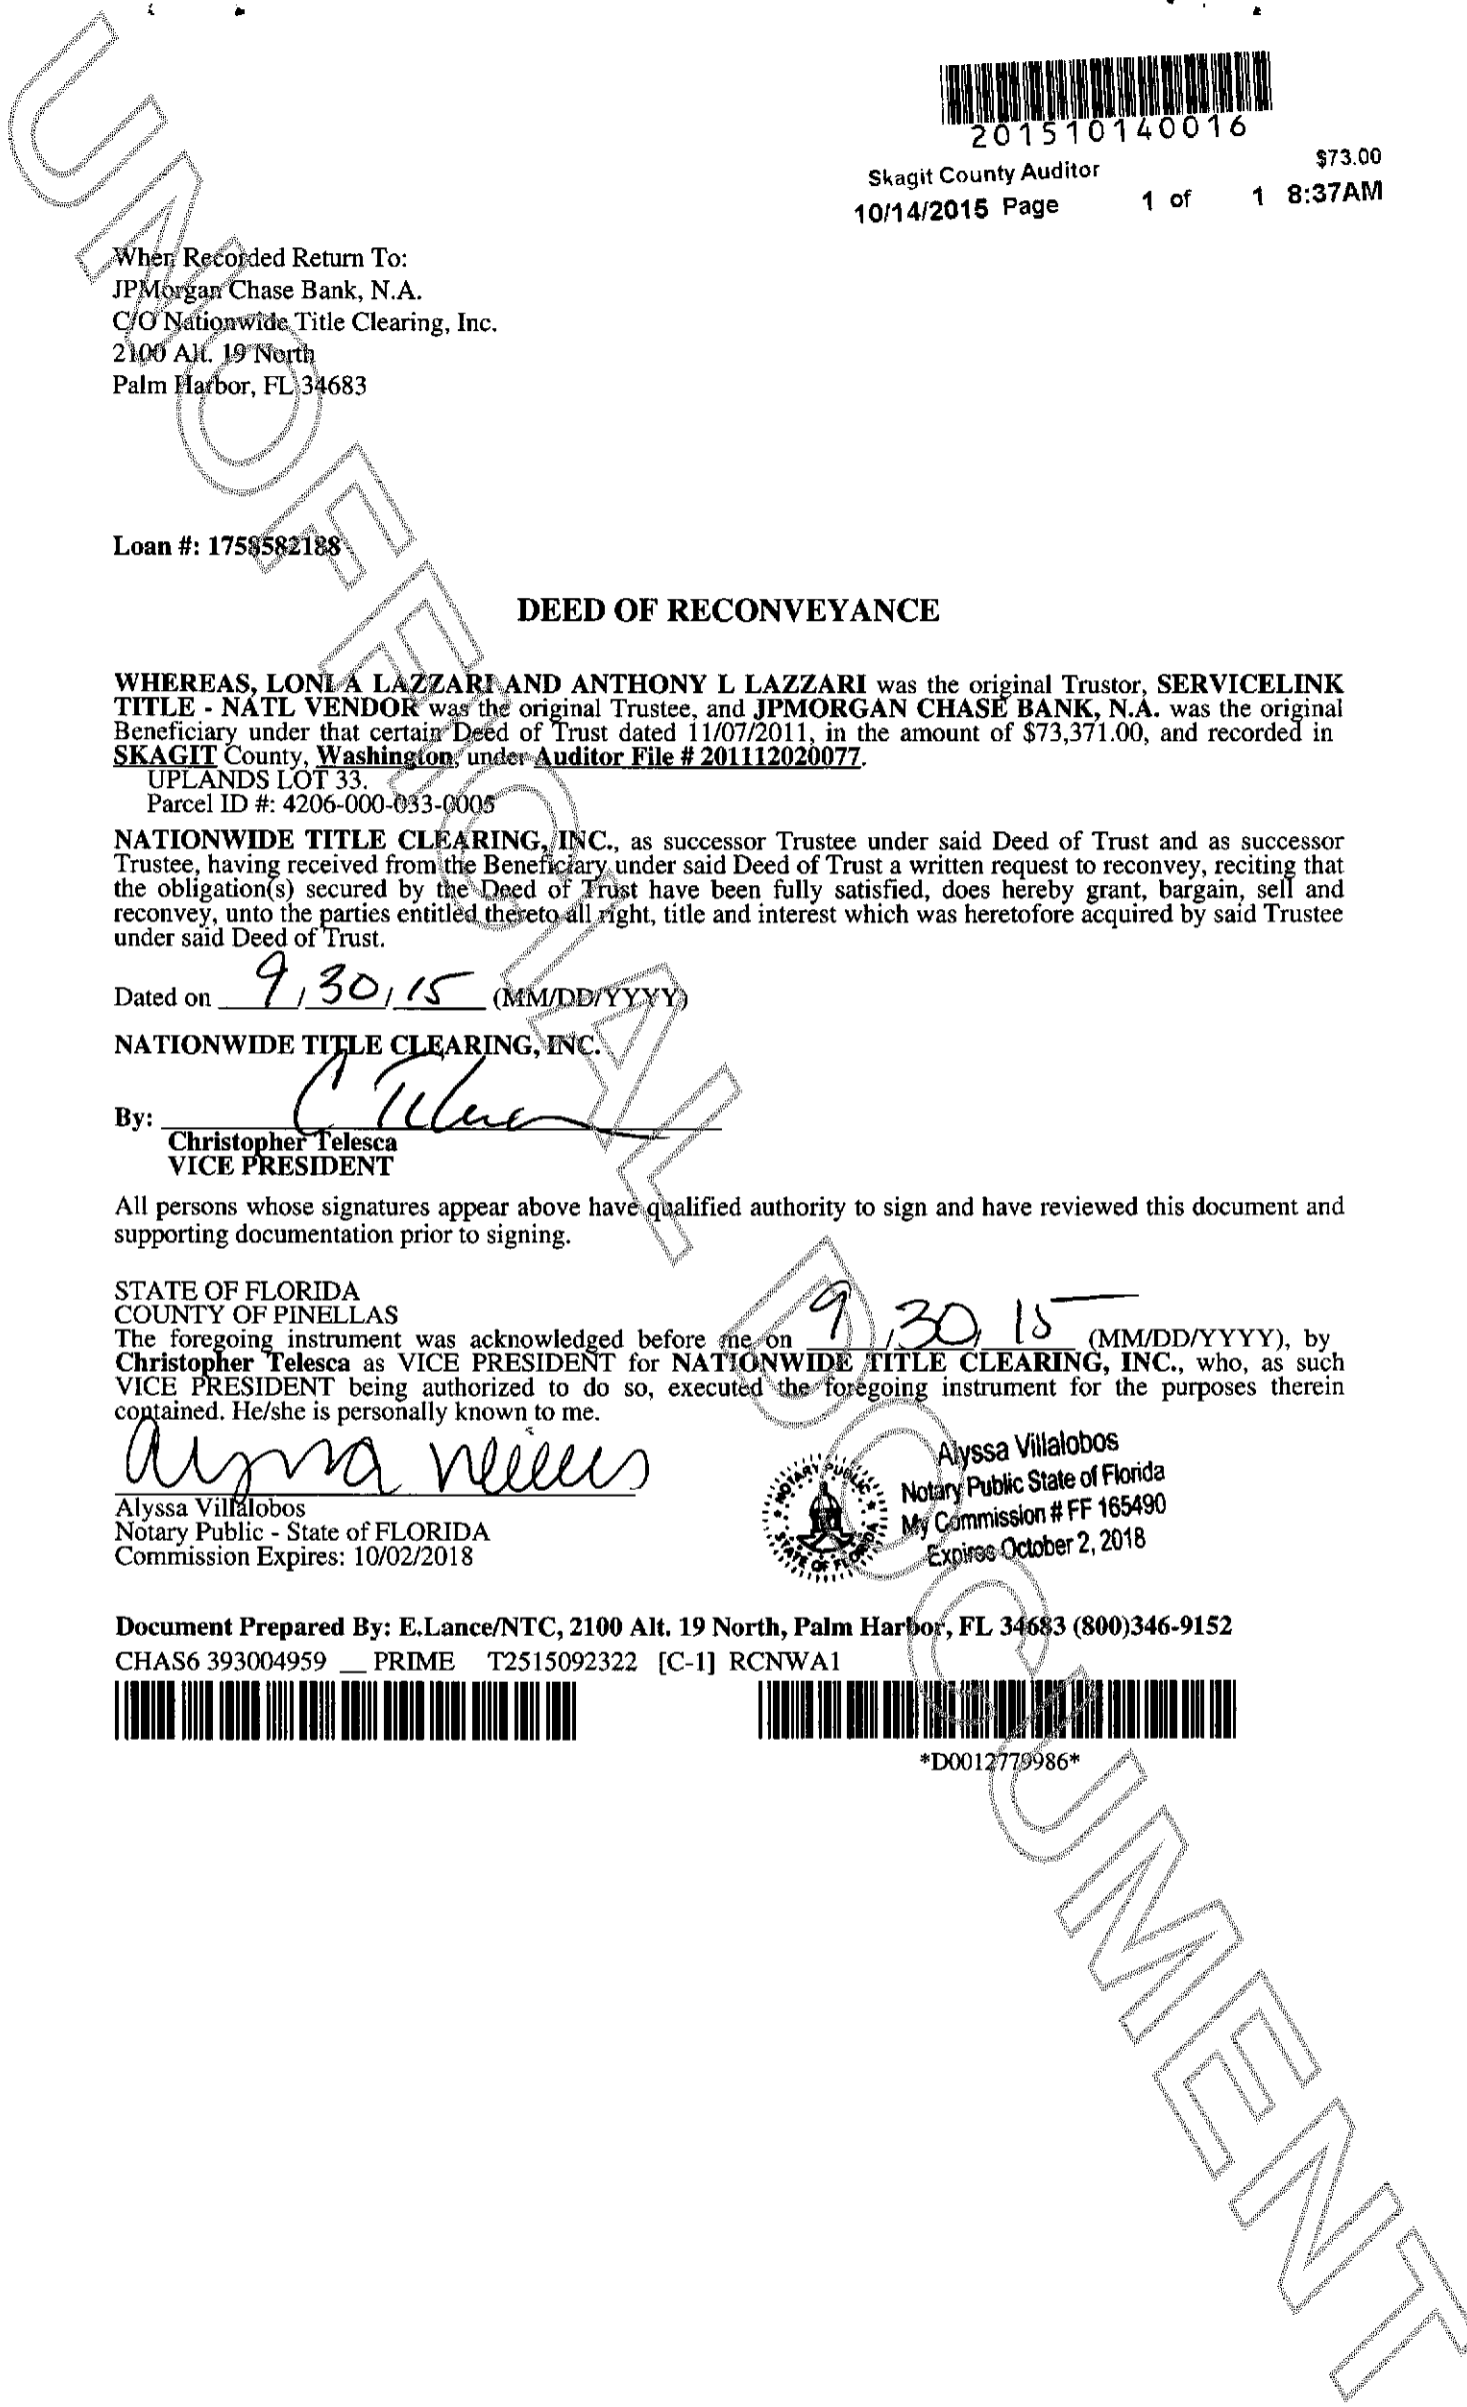 201510140016
Skagit County Auditor $73.00
10/14/2015 Page 1 of 1 8:37AM
When Recorded Return To:
JPMorgan Chase Bank, N.A.
C/O Nationwide Title Clearing, Inc.
2100 Alt. 19 North
Palm Harbor, FL 34683
Loan #: 1758582188
DEED OF RECONVEYANCE
WHEREAS, LONI A LAZZARI AND ANTHONY L LAZZARI was the original Trustor, SERVICELINK
TITLE - NATL VENDOR was the original Trustee, and JPMORGAN CHASE BANK, N.A. was the original
Beneficiary under that certain Deed of Trust dated 11/07/2011, in the amount of $73,371.00, and recorded in
SKAGIT County, Washington, under Auditor File # 201112020077.
UPLANDS LOT 33.
Parcel ID #: 4206-000-033-0005
NATIONWIDE TITLE CLEARING, INC., as successor Trustee under said Deed of Trust and as successor
Trustee, having received from the Beneficiary under said Deed of Trust a written request to reconvey, reciting that
the obligation(s) secured by the Deed of Trust have been fully satisfied, does hereby grant, bargain, sell and
reconvey, unto the parties entitled thereto all right, title and interest which was heretofore acquired by said Trustee
under said Deed of Trust.
Dated on 9/30/15 (MM/DD/YYYY)
NATIONWIDE TITLE CLEARING, INC.
By:
Christopher Telesca
VICE PRESIDENT
All persons whose signatures appear above have qualified authority to sign and have reviewed this document and
supporting documentation prior to signing.
STATE OF FLORIDA
COUNTY OF PINELLAS
The foregoing instrument was acknowledged before me on 9/30/15 (MM/DD/YYYY), by
Christopher Telesca as VICE PRESIDENT for NATIONWIDE TITLE CLEARING, INC., who, as such
VICE PRESIDENT being authorized to do so, executed the foregoing instrument for the purposes therein
contained. He/she is personally known to me.
Alyssa Villalobos
Notary Public - State of FLORIDA
Commission Expires: 10/02/2018
NOTARY PUBLIC STATE OF FLORIDA
Alyssa Villalobos
Notary Public State of Florida
My Commission # FF 165490
Expires October 2, 2018
Document Prepared By: E.Lance/NTC, 2100 Alt. 19 North, Palm Harbor, FL 34683 (800)346-9152
CHAS6 393004959 __ PRIME T2515092322 [C-1] RCNWA1
*D0012779986*
UNOFFICIAL DOCUMENT